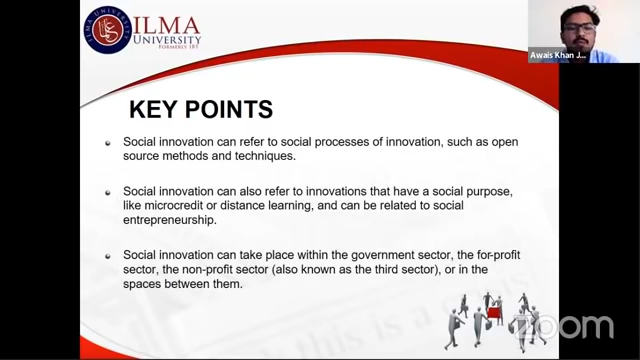 ILMA
UNIVERSITY
FORMERLY IBT
Awais Khan J...
KEY POINTS
Social innovation can refer to social processes of innovation, such as open
source methods and techniques.
Social innovation can also refer to innovations that have a social purpose,
like microcredit or distance learning, and can be related to social
entrepreneurship.
Social innovation can take place within the government sector, the for-profit
sector, the non-profit sector (also known as the third sector), or in the
spaces between them.
zoom